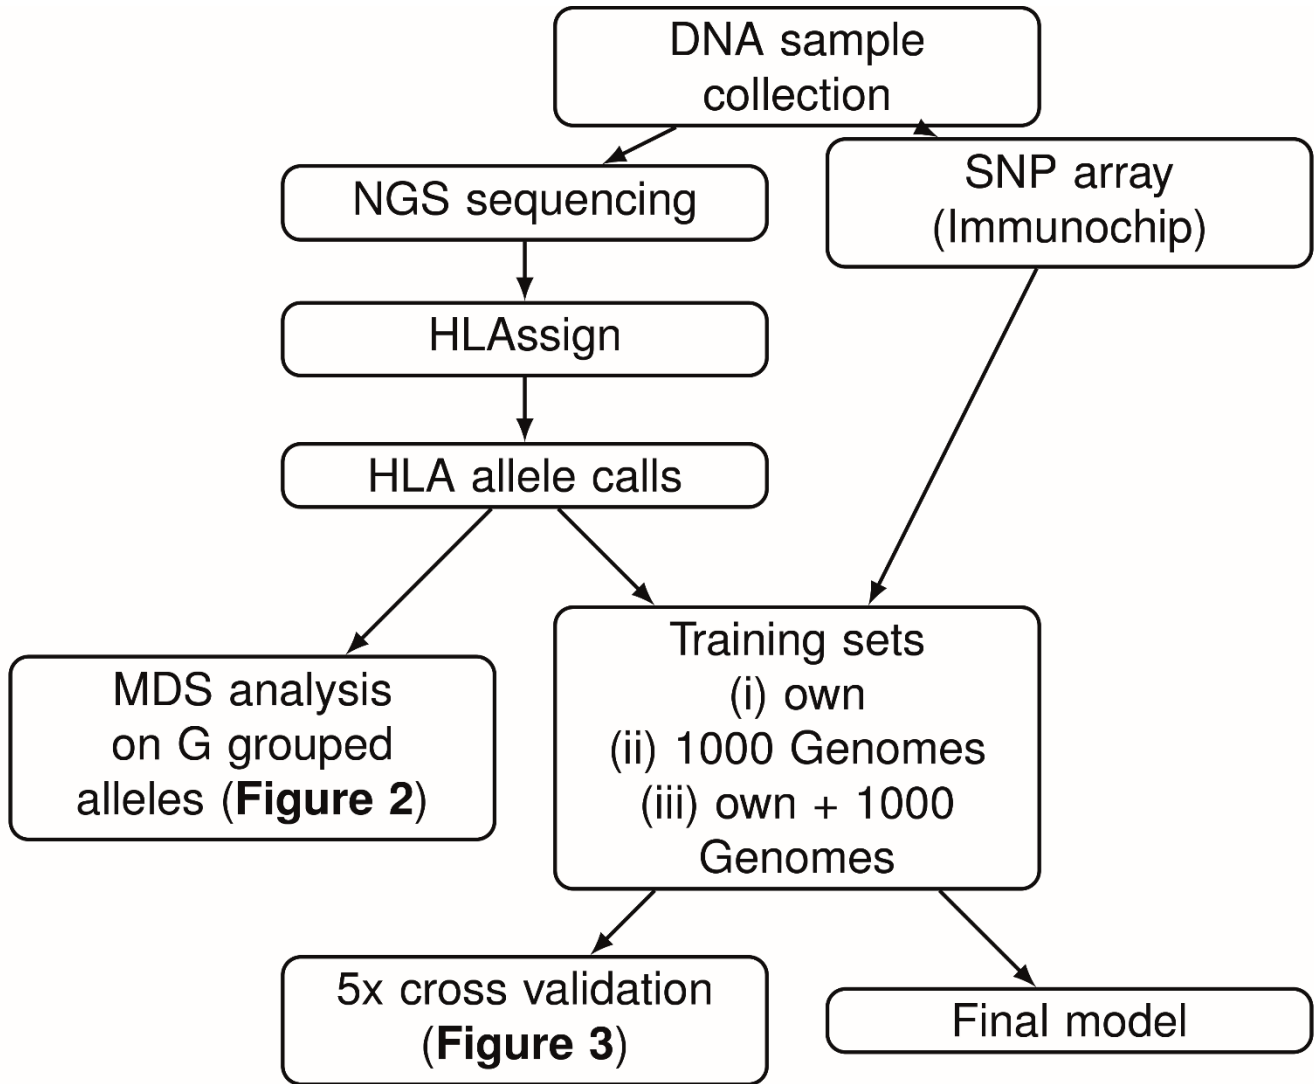 DNA sample
collection
NGS sequencing
SNP array
(Immunochip)
HLAssign
HLA allele calls
MDS analysis
on G grouped
alleles (Figure 2)
Training sets
(i) own
(ii) 1000 Genomes
(iii) own + 1000
Genomes
5x cross validation
(Figure 3)
Final model